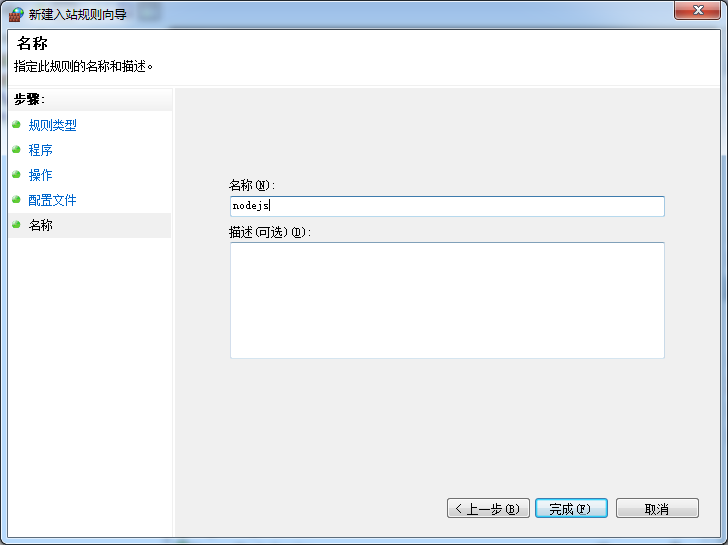 新建入站规则向导
名称
指定此规则的名称和描述。
步骤:
规则类型
程序
操作
配置文件
名称
名称(N):
nodejs
描述(可选)(D):
< 上一步(B)
完成(F)
取消